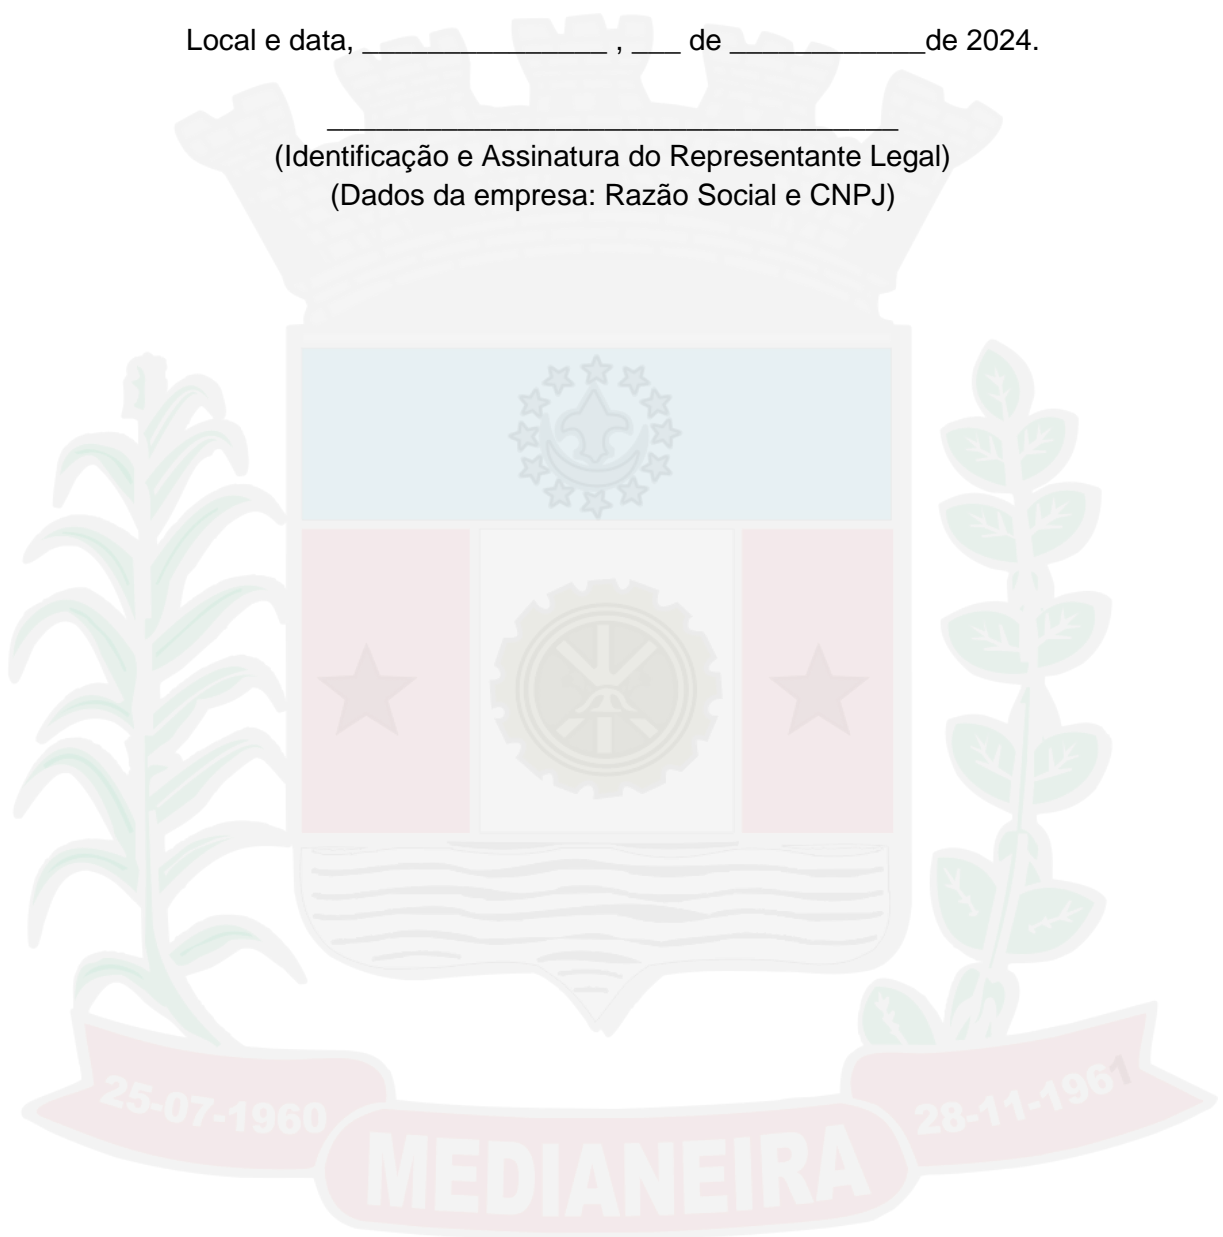 Local e data, _______________ , ___ de ____________de 2024.
___________________________________
(Identificação e Assinatura do Representante Legal)
(Dados da empresa: Razão Social e CNPJ)
25-07-1960
28-11-1961
MEDIANEIRA